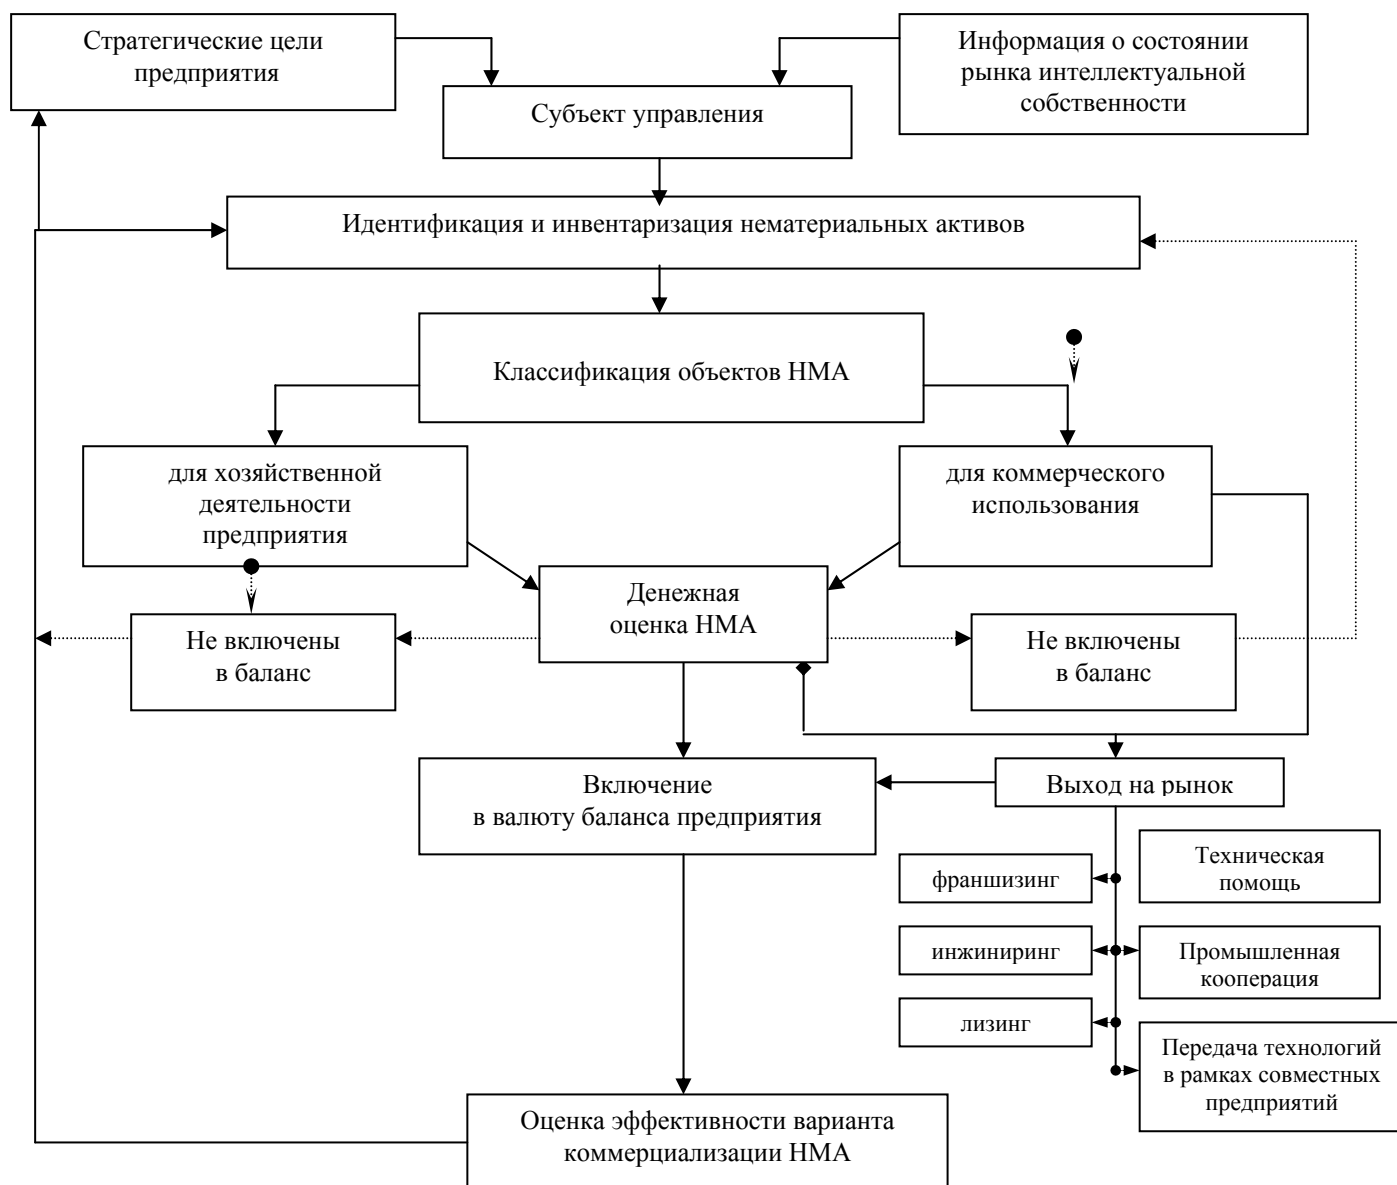 Стратегические цели
предприятия
Информация о состоянии
рынка интеллектуальной
собственности
Субъект управления
Идентификация и инвентаризация нематериальных активов
Классификация объектов НМА
для хозяйственной
деятельности
предприятия
для коммерческого
использования
Денежная
оценка НМА
Не включены
в баланс
Не включены
в баланс
Включение
в валюту баланса предприятия
Выход на рынок
франшизинг
Техническая
помощь
инжиниринг
Промышленная
кооперация
лизинг
Передача технологий
в рамках совместных
предприятий
Оценка эффективности варианта
коммерциализации НМА